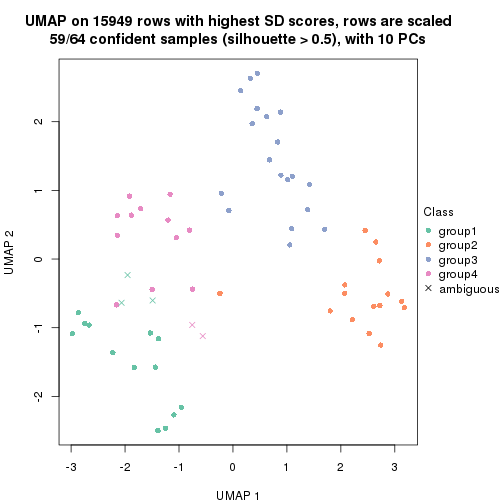 UMAP on 15949 rows with highest SD scores, rows are scaled
59/64 confident samples (silhouette > 0.5), with 10 PCs
UMAP 2
2
1
0
-1
-2
-3 -2 -1 0 1 2 3
UMAP 1
Class
group1
group2
group3
group4
ambiguous